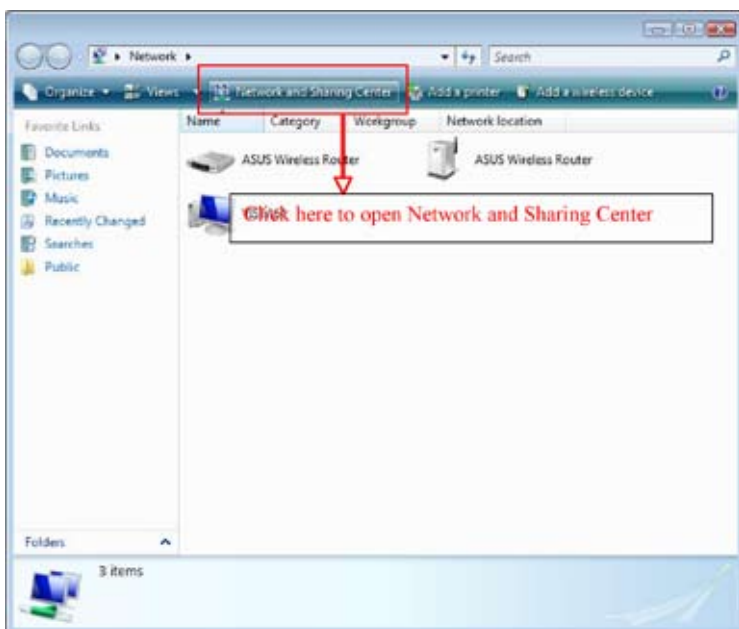 Network
Search
Organize Views Network and Sharing Center Add a printer Add a wireless device
Favorite Links
Documents
Pictures
Music
Recently Changed
Searches
Public
Name Category Workgroup Network location
ASUS Wireless Router ASUS Wireless Router
Click here to open Network and Sharing Center
Folders
3 items